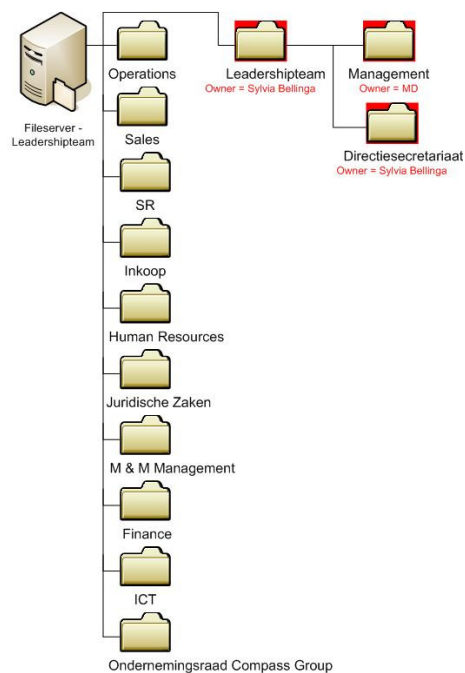 Operations
Leadershipteam
Owner = Sylvia Bellinga
Management
Owner = MD
Fileserver -
Leadershipteam
Sales
Directiesecretariaat
Owner = Sylvia Bellinga
SR
Inkoop
Human Resources
Juridische Zaken
M & M Management
Finance
ICT
Ondernemingsraad Compass Group